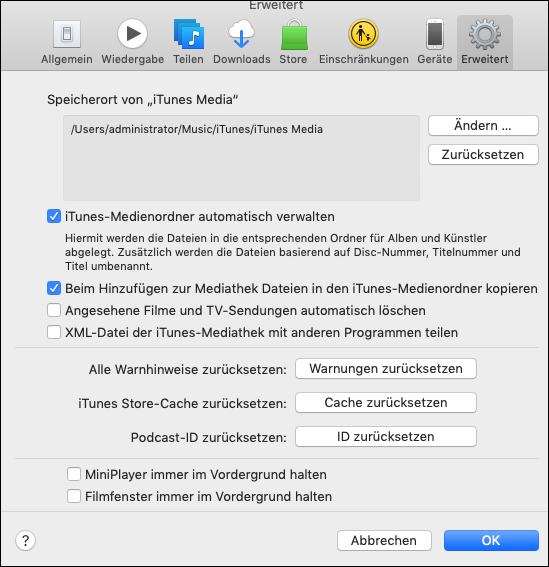 Erweitert
Allgemein Wiedergabe Teilen Downloads Store Einschränkungen Geräte Erweitert
Speicherort von „iTunes Media“
/Users/administrator/Music/iTunes/iTunes Media
Ändern ...
Zurücksetzen
iTunes-Medienordner automatisch verwalten
Hiermit werden die Dateien in die entsprechenden Ordner für Alben und Künstler
abgelegt. Zusätzlich werden die Dateien basierend auf Disc-Nummer, Titelnummer und
Titel umbenannt.
Beim Hinzufügen zur Mediathek Dateien in den iTunes-Medienordner kopieren
Angesehene Filme und TV-Sendungen automatisch löschen
XML-Datei der iTunes-Mediathek mit anderen Programmen teilen
Alle Warnhinweise zurücksetzen: Warnungen zurücksetzen
iTunes Store-Cache zurücksetzen: Cache zurücksetzen
Podcast-ID zurücksetzen: ID zurücksetzen
MiniPlayer immer im Vordergrund halten
Filmfenster immer im Vordergrund halten
? Abbrechen OK